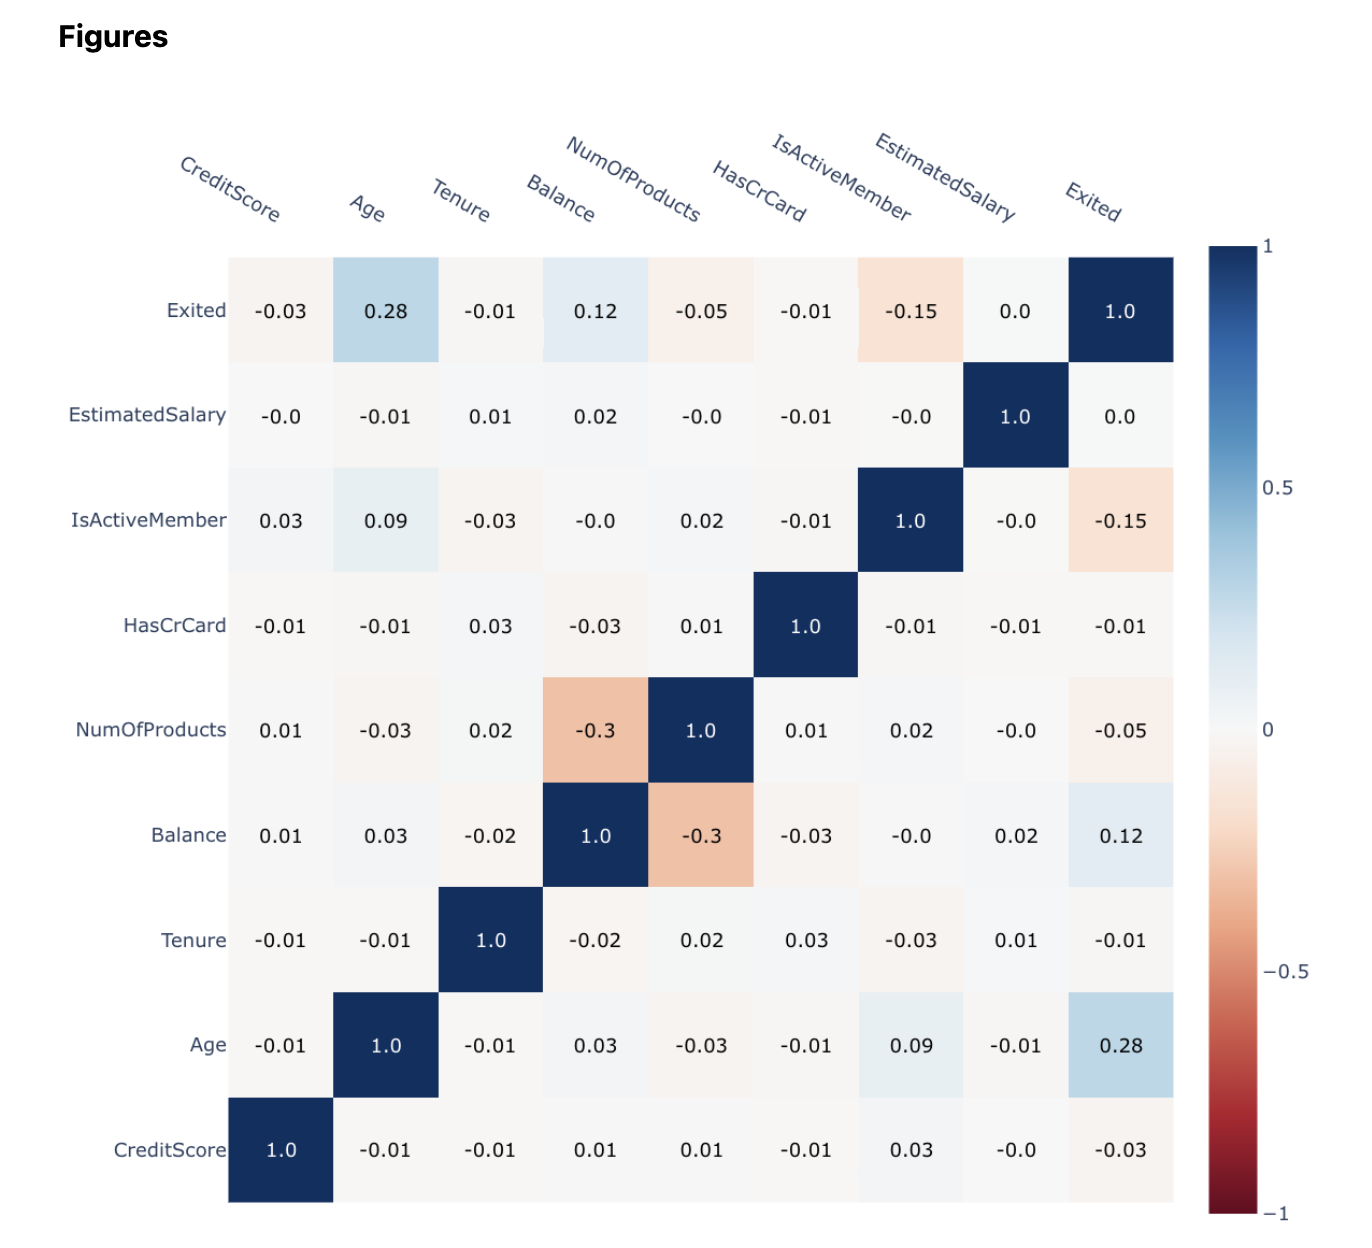 Figures
CreditScore Age Tenure Balance NumOfProducts HasCrCard IsActiveMember EstimatedSalary Exited
Exited -0.03 0.28 -0.01 0.12 -0.05 -0.01 -0.15 0.0 1.0
EstimatedSalary -0.0 -0.01 0.01 0.02 -0.0 -0.01 -0.0 1.0 0.0
IsActiveMember 0.03 0.09 -0.03 -0.0 0.02 -0.01 1.0 -0.0 -0.15
HasCrCard -0.01 -0.01 0.03 -0.03 0.01 1.0 -0.01 -0.01 -0.01
NumOfProducts 0.01 -0.03 0.02 -0.3 1.0 0.01 0.02 -0.0 -0.05
Balance 0.01 0.03 -0.02 1.0 -0.3 -0.03 -0.0 0.02 0.12
Tenure -0.01 -0.01 1.0 -0.02 0.02 0.03 -0.03 0.01 -0.01
Age -0.01 1.0 -0.01 0.03 -0.03 -0.01 0.09 -0.01 0.28
CreditScore 1.0 -0.01 -0.01 0.01 0.01 -0.01 0.03 -0.0 -0.03
1
0.5
0
−0.5
−1